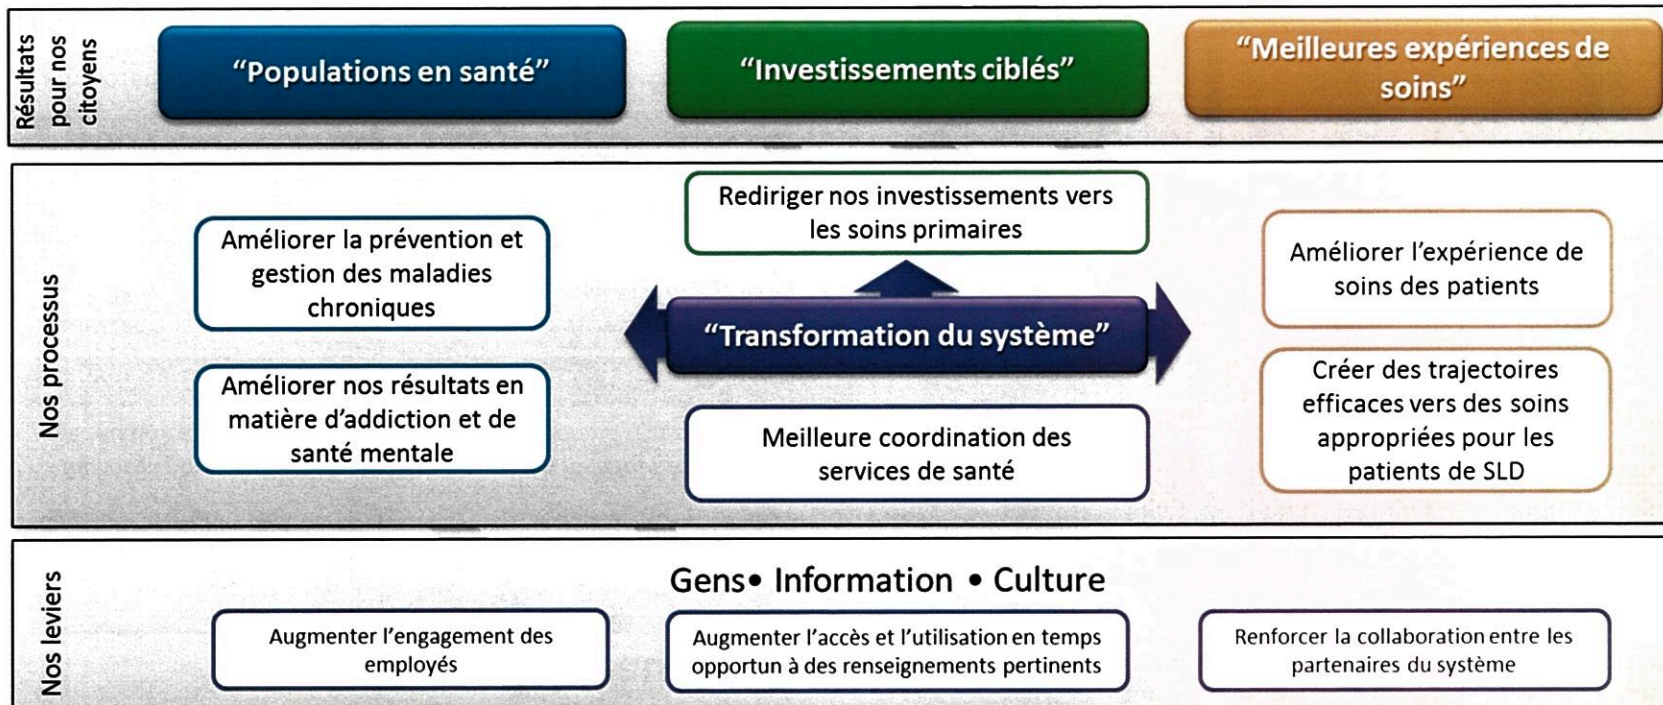 Résultats
pour nos
citoyens
“Populations en santé”
“Investissements ciblés”
“Meilleures expériences de
soins”
Nos processus
Améliorer la prévention et
gestion des maladies
chroniques
Améliorer nos résultats en
matière d’addiction et de
santé mentale
Rediriger nos investissements vers
les soins primaires
“Transformation du système”
Meilleure coordination des
services de santé
Améliorer l’expérience de
soins des patients
Créer des trajectoires
efficaces vers des soins
appropriées pour les
patients de SLD
Nos leviers
Gens• Information • Culture
Augmenter l’engagement des
employés
Augmenter l’accès et l’utilisation en temps
opportun à des renseignements pertinents
Renforcer la collaboration entre les
partenaires du système